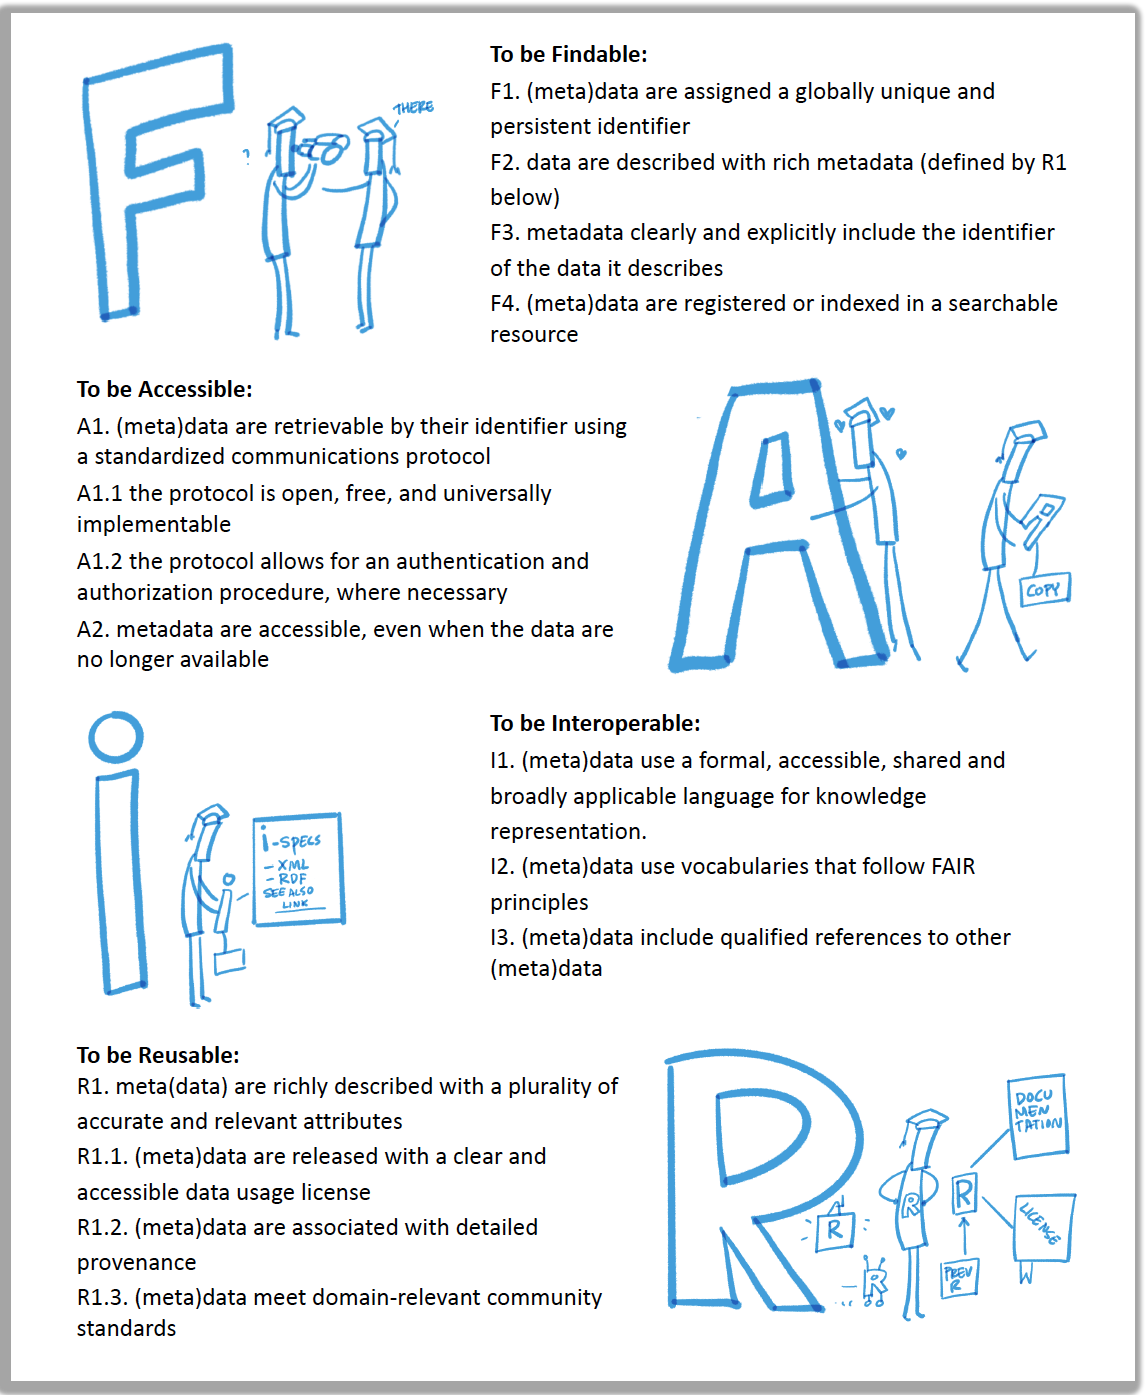 F
?
THERE
To be Findable:
F1. (meta)data are assigned a globally unique and
persistent identifier
F2. data are described with rich metadata (defined by R1
below)
F3. metadata clearly and explicitly include the identifier
of the data it describes
F4. (meta)data are registered or indexed in a searchable
resource
To be Accessible:
A1. (meta)data are retrievable by their identifier using
a standardized communications protocol
A1.1 the protocol is open, free, and universally
implementable
A1.2 the protocol allows for an authentication and
authorization procedure, where necessary
A2. metadata are accessible, even when the data are
no longer available
A
COPY
i
i-SPECS
- XML
- RDF
SEE ALSO
LINK
To be Interoperable:
I1. (meta)data use a formal, accessible, shared and
broadly applicable language for knowledge
representation.
I2. (meta)data use vocabularies that follow FAIR
principles
I3. (meta)data include qualified references to other
(meta)data
To be Reusable:
R1. meta(data) are richly described with a plurality of
accurate and relevant attributes
R1.1. (meta)data are released with a clear and
accessible data usage license
R1.2. (meta)data are associated with detailed
provenance
R1.3. (meta)data meet domain-relevant community
standards
R
R
R
R
R
PREV
R
DOCU
MEN
TATION
LICENSE